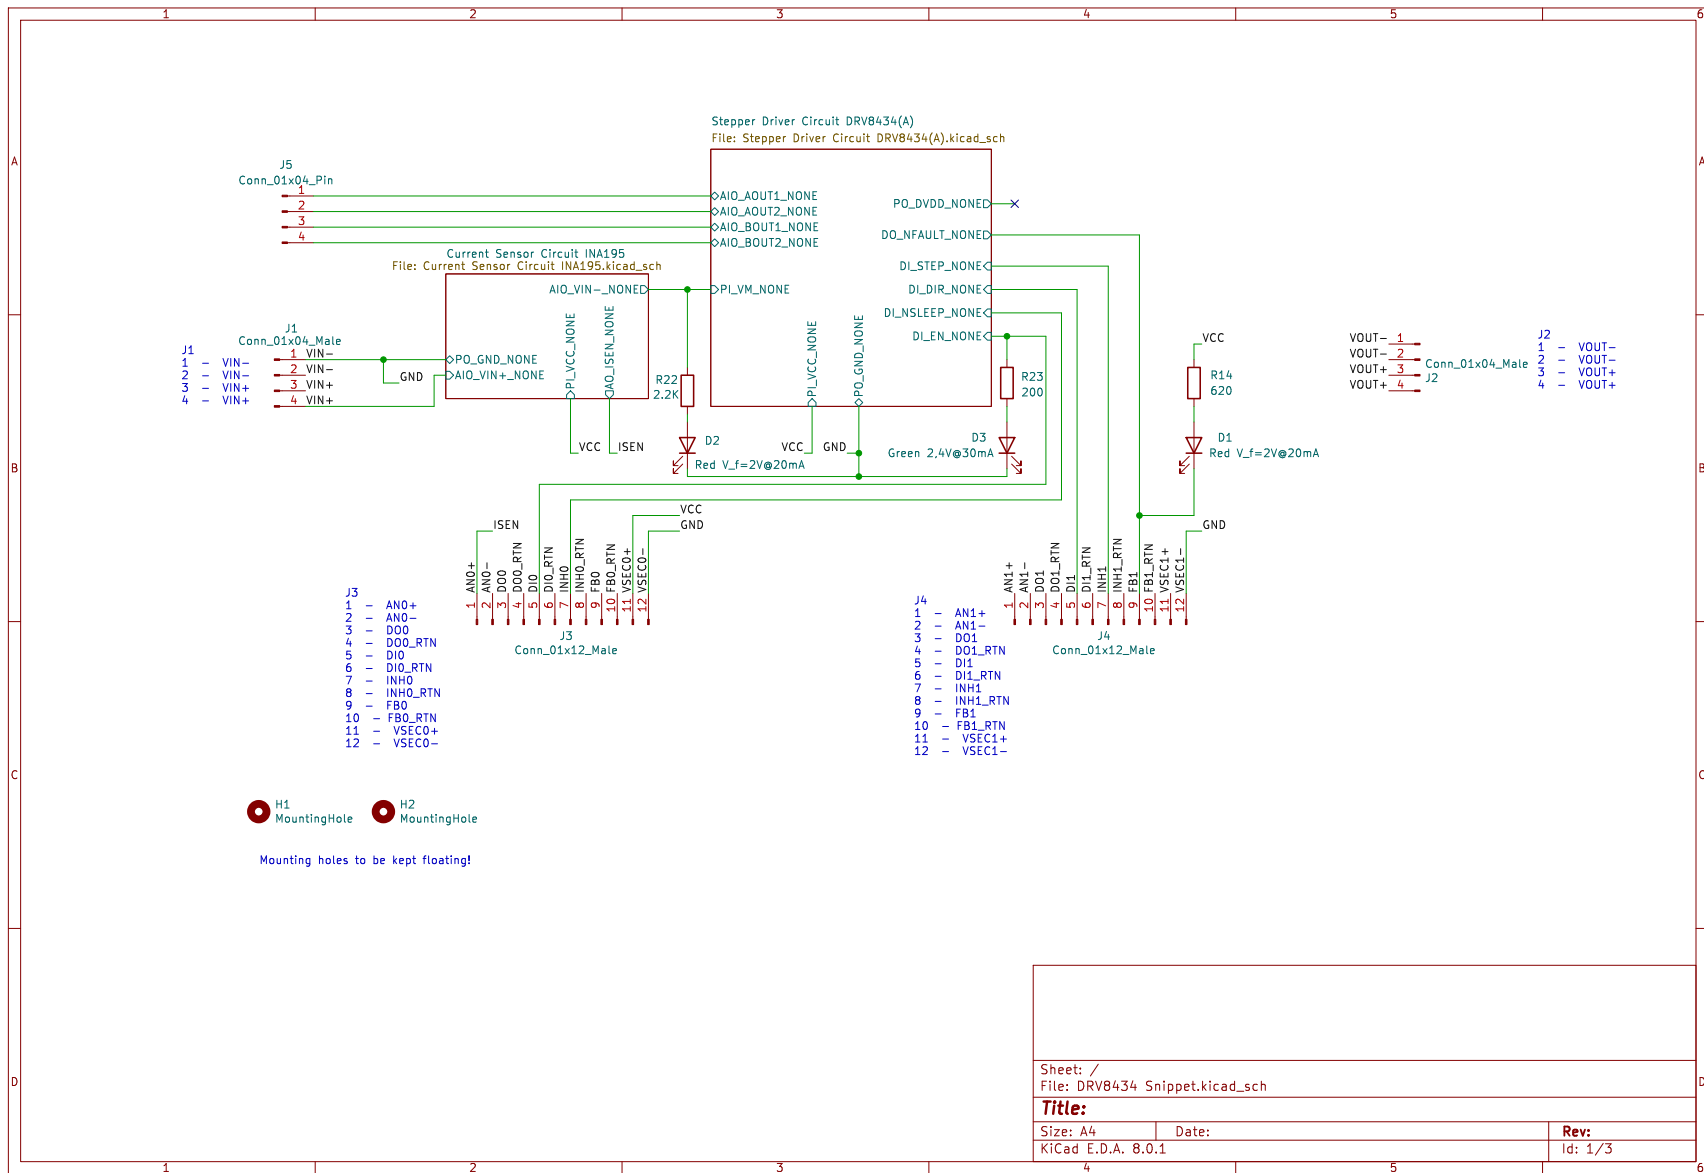 1 2 3 4 5 6
A A
B B
C C
D D
1 2 3 4 5 6
Stepper Driver Circuit DRV8434(A)
File: Stepper Driver Circuit DRV8434(A).kicad_sch
J5
Conn_01x04_Pin
1
2
3
4
AIO_AOUT1_NONE
AIO_AOUT2_NONE
AIO_BOUT1_NONE
AIO_BOUT2_NONE
PI_VM_NONE
PI_VCC_NONE
PO_GND_NONE
PO_DVDD_NONE
DO_NFAULT_NONE
DI_STEP_NONE
DI_DIR_NONE
DI_NSLEEP_NONE
DI_EN_NONE
Current Sensor Circuit INA195
File: Current Sensor Circuit INA195.kicad_sch
AIO_VIN-_NONE
PI_VCC_NONE
AO_ISEN_NONE
PO_GND_NONE
AIO_VIN+_NONE
J1
Conn_01x04_Male
1 VIN-
2 VIN-
3 VIN+
4 VIN+
GND
J1
1 - VIN-
2 - VIN-
3 - VIN+
4 - VIN+
VCC
ISEN
R22
2.2K
D2
Red V_f=2V@20mA
VCC
GND
R23
200
D3
Green 2,4V@30mA
VCC
R14
620
D1
Red V_f=2V@20mA
VOUT- 1
VOUT- 2
VOUT+ 3
VOUT+ 4
Conn_01x04_Male
J2
J2
1 - VOUT-
2 - VOUT-
3 - VOUT+
4 - VOUT+
ISEN
VCC
GND
1 AN0+
2 AN0-
3 DO0
4 DO0_RTN
5 DI0
6 DI0_RTN
7 INH0
8 INH0_RTN
9 FB0
10 FB0_RTN
11 VSEC0+
12 VSEC0-
J3
Conn_01x12_Male
J3
1 - AN0+
2 - AN0-
3 - DO0
4 - DO0_RTN
5 - DI0
6 - DI0_RTN
7 - INH0
8 - INH0_RTN
9 - FB0
10 - FB0_RTN
11 - VSEC0+
12 - VSEC0-
GND
1 AN1+
2 AN1-
3 DO1
4 DO1_RTN
5 DI1
6 DI1_RTN
7 INH1
8 INH1_RTN
9 FB1
10 FB1_RTN
11 VSEC1+
12 VSEC1-
J4
Conn_01x12_Male
J4
1 - AN1+
2 - AN1-
3 - DO1
4 - DO1_RTN
5 - DI1
6 - DI1_RTN
7 - INH1
8 - INH1_RTN
9 - FB1
10 - FB1_RTN
11 - VSEC1+
12 - VSEC1-
H1
MountingHole
H2
MountingHole
Mounting holes to be kept floating!
Sheet: /
File: DRV8434 Snippet.kicad_sch
Title:
Size: A4 Date: Rev:
KiCad E.D.A. 8.0.1 Id: 1/3